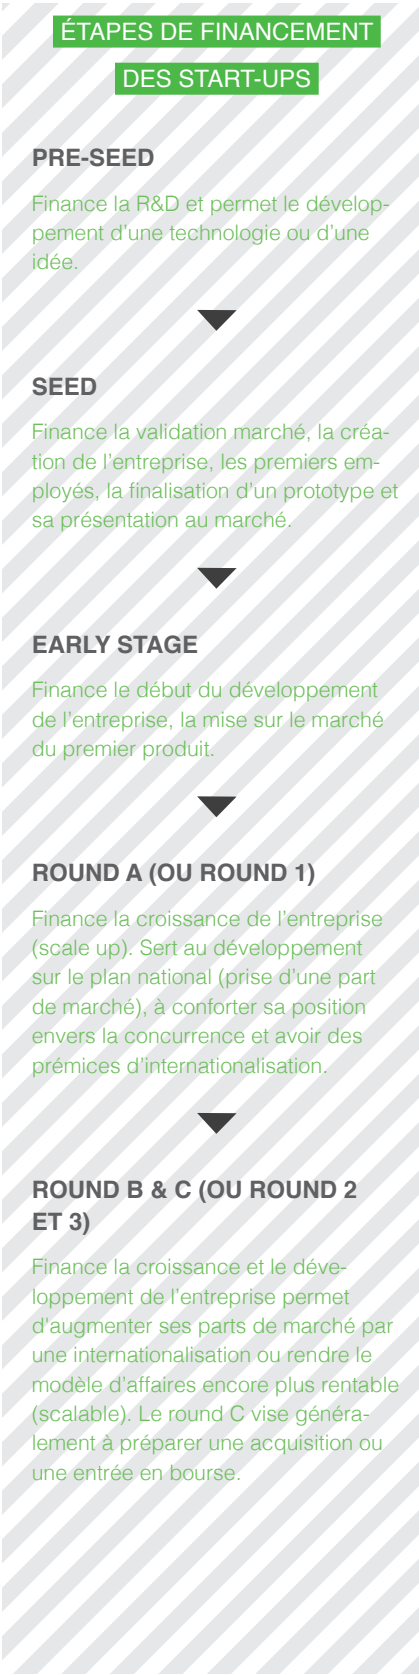 ÉTAPES DE FINANCEMENT
DES START-UPS
PRE-SEED
Finance la R&D et permet le dévelop-
pement d'une technologie ou d'une
idée.
SEED
Finance la validation marché, la créa-
tion de l'entreprise, les premiers em-
ployés, la finalisation d'un prototype et
sa présentation au marché.
EARLY STAGE
Finance le début du développement
de l'entreprise, la mise sur le marché
du premier produit.
ROUND A (OU ROUND 1)
Finance la croissance de l'entreprise
(scale up). Sert au développement
sur le plan national (prise d'une part
de marché), à conforter sa position
envers la concurrence et avoir des
prémices d'internationalisation.
ROUND B & C (OU ROUND 2
ET 3)
Finance la croissance et le déve-
loppement de l'entreprise permet
d'augmenter ses parts de marché par
une internationalisation ou rendre le
modèle d'affaires encore plus rentable
(scalable). Le round C vise généra-
lement à préparer une acquisition ou
une entrée en bourse.